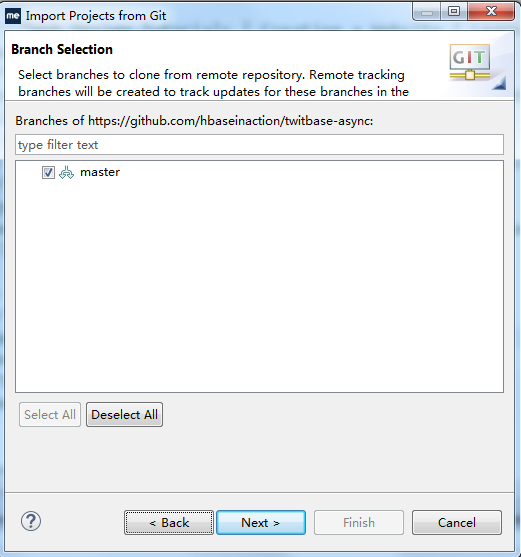 me Import Projects from Git
Branch Selection
GIT
Select branches to clone from remote repository. Remote tracking
branches will be created to track updates for these branches in the
Branches of https://github.com/hbaseinaction/twitbase-async:
type filter text
master
Select All Deselect All
? < Back Next > Finish Cancel